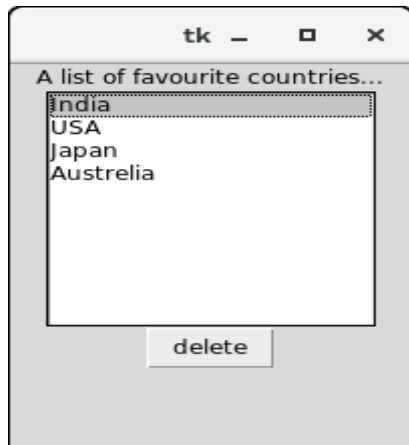 tk
A list of favourite countries...
India
USA
Japan
Austrelia
delete